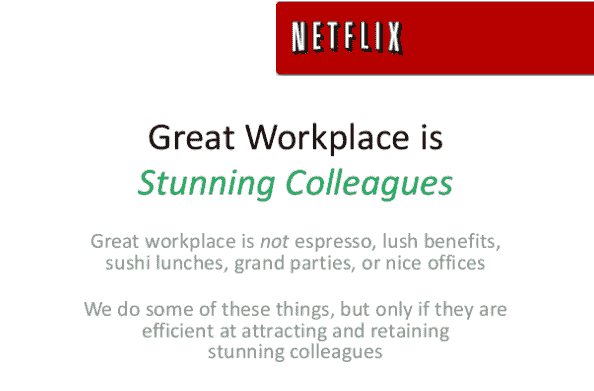 NETFLIX
Great Workplace is
Stunning Colleagues
Great workplace is not espresso, lush benefits,
sushi lunches, grand parties, or nice offices
We do some of these things, but only if they are
efficient at attracting and retaining
stunning colleagues